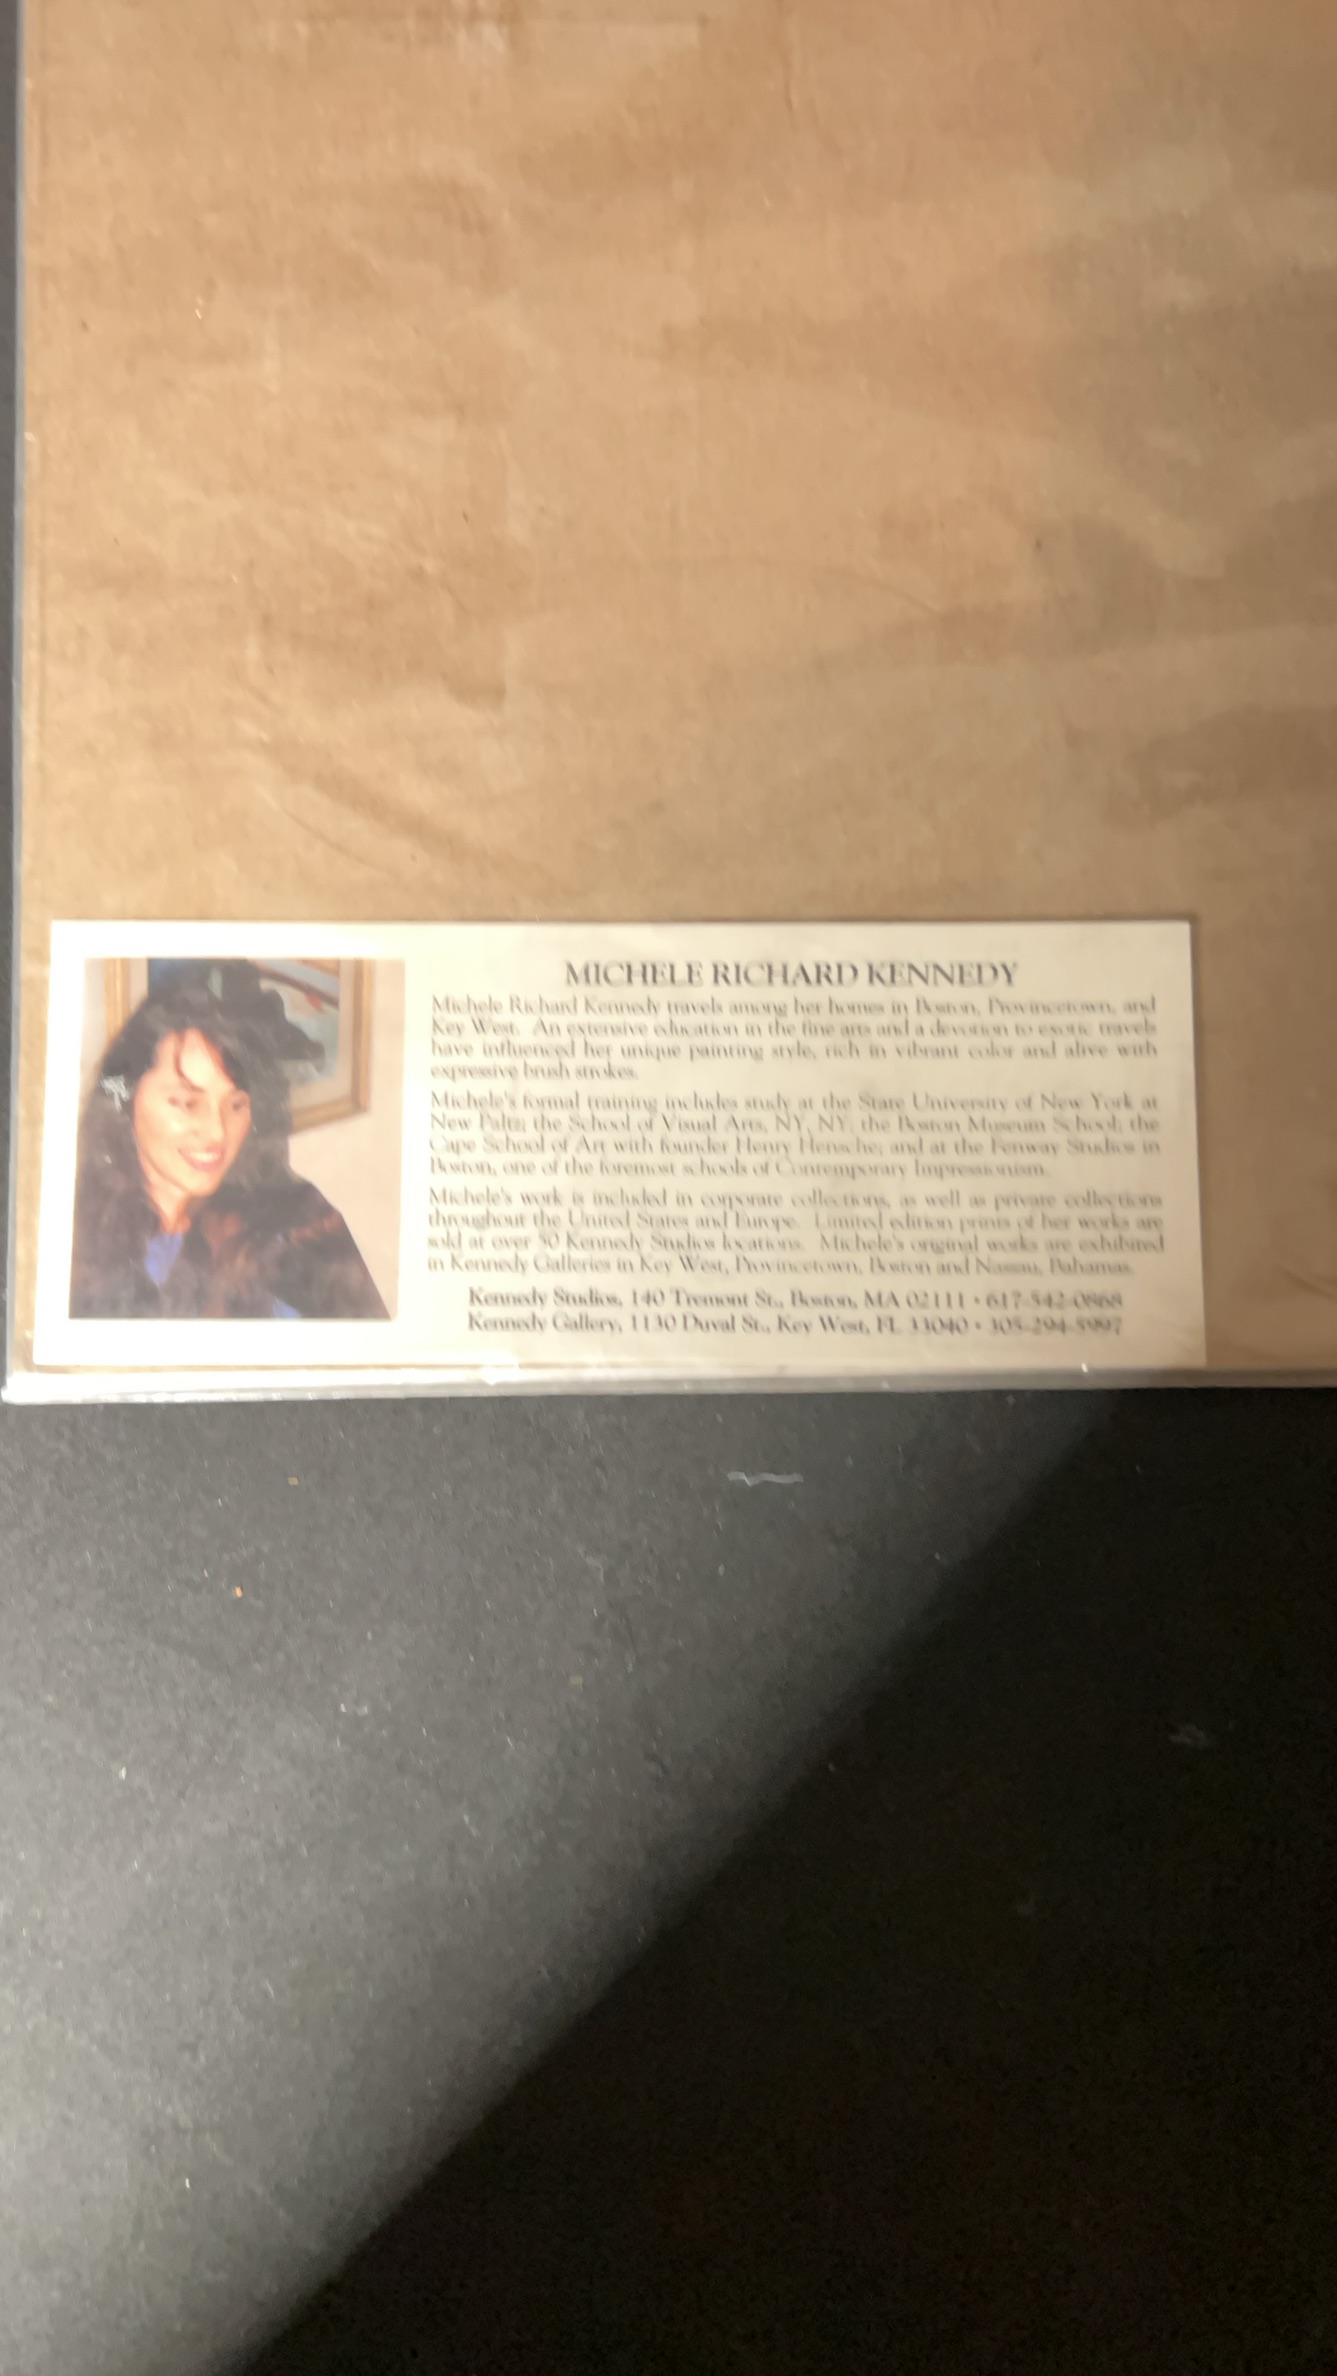 MICHELE RICHARD KENNEDY
Michele Richard Kennedy travels among her homes in Boston, Provincetown, and
Key West. An extensive education in the fine arts and a devotion to exotic travels
have influenced her unique painting style, rich in vibrant color and alive with
expressive brush strokes.
Michele's formal training includes study at the State University of New York at
New Paltz; the School of Visual Arts, NY, NY; the Boston Museum School; the
Cape School of Art with founder Henry Hensche; and at the Fenway Studios in
Boston, one of the foremost schools of Contemporary Impressionism.
Michele's work is included in corporate collections, as well as private collections
throughout the United States and Europe. Limited edition prints of her works are
sold at over 50 Kennedy Studios locations. Michele's original works are exhibited
in Kennedy Galleries in Key West, Provincetown, Boston and Nassau, Bahamas.
Kennedy Studios, 140 Tremont St., Boston, MA 02111 • 617-542-0868
Kennedy Gallery, 1130 Duval St., Key West, FL 33040 • 305-294-5997